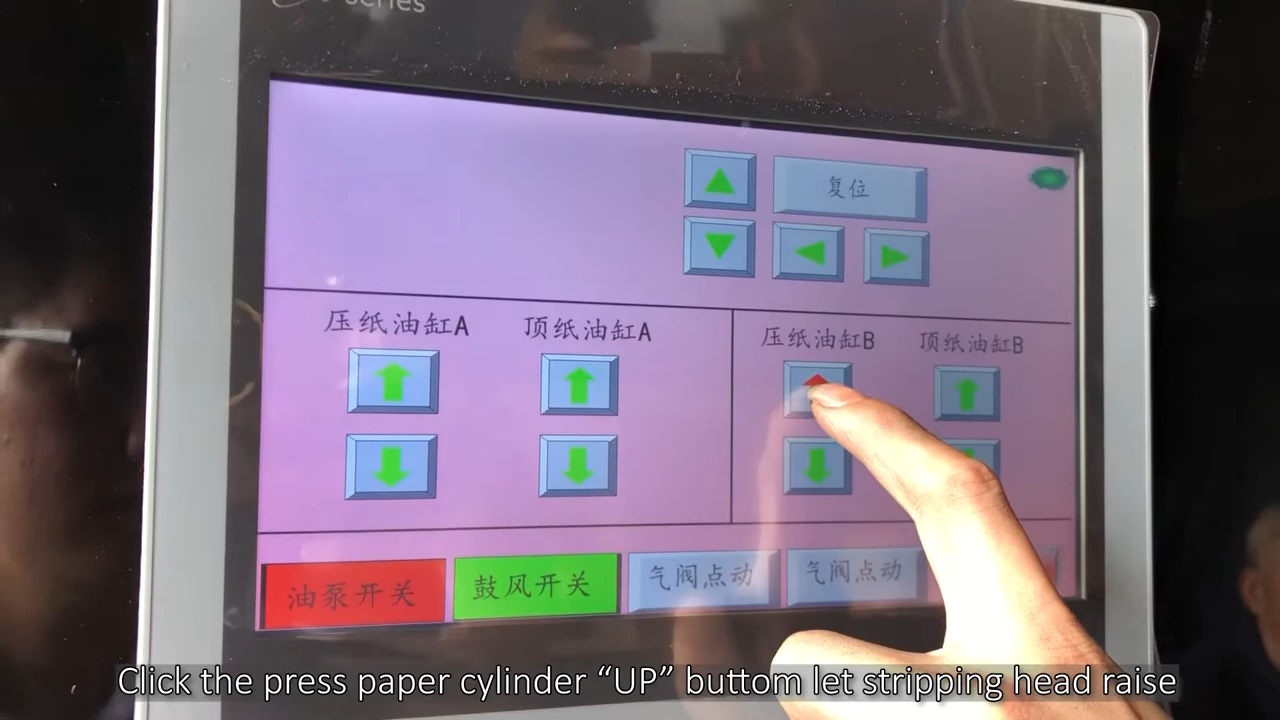 series
复位
压纸油缸A
顶纸油缸A
压纸油缸B
顶纸油缸B
油泵开关
鼓风开关
气阀点动
气阀点动
Click the press paper cylinder “UP” buttom let stripping head raise